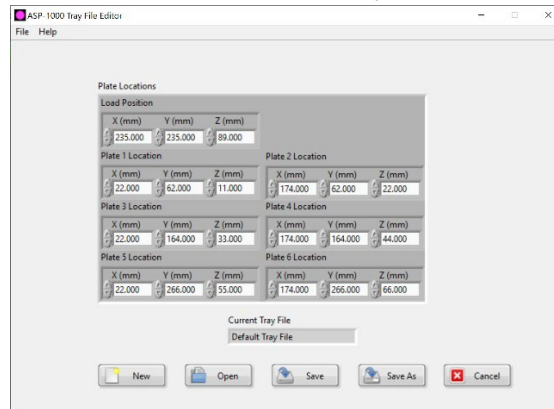 ASP-1000 Tray File Editor
File Help
Plate Locations
Load Position
X (mm) Y (mm) Z (mm)
235.000 235.000 89.000
Plate 1 Location Plate 2 Location
X (mm) Y (mm) Z (mm) X (mm) Y (mm) Z (mm)
22.000 62.000 11.000 174.000 62.000 22.000
Plate 3 Location Plate 4 Location
X (mm) Y (mm) Z (mm) X (mm) Y (mm) Z (mm)
22.000 164.000 33.000 174.000 164.000 44.000
Plate 5 Location Plate 6 Location
X (mm) Y (mm) Z (mm) X (mm) Y (mm) Z (mm)
22.000 266.000 55.000 174.000 266.000 66.000
Current Tray File
Default Tray File
New Open Save Save As Cancel